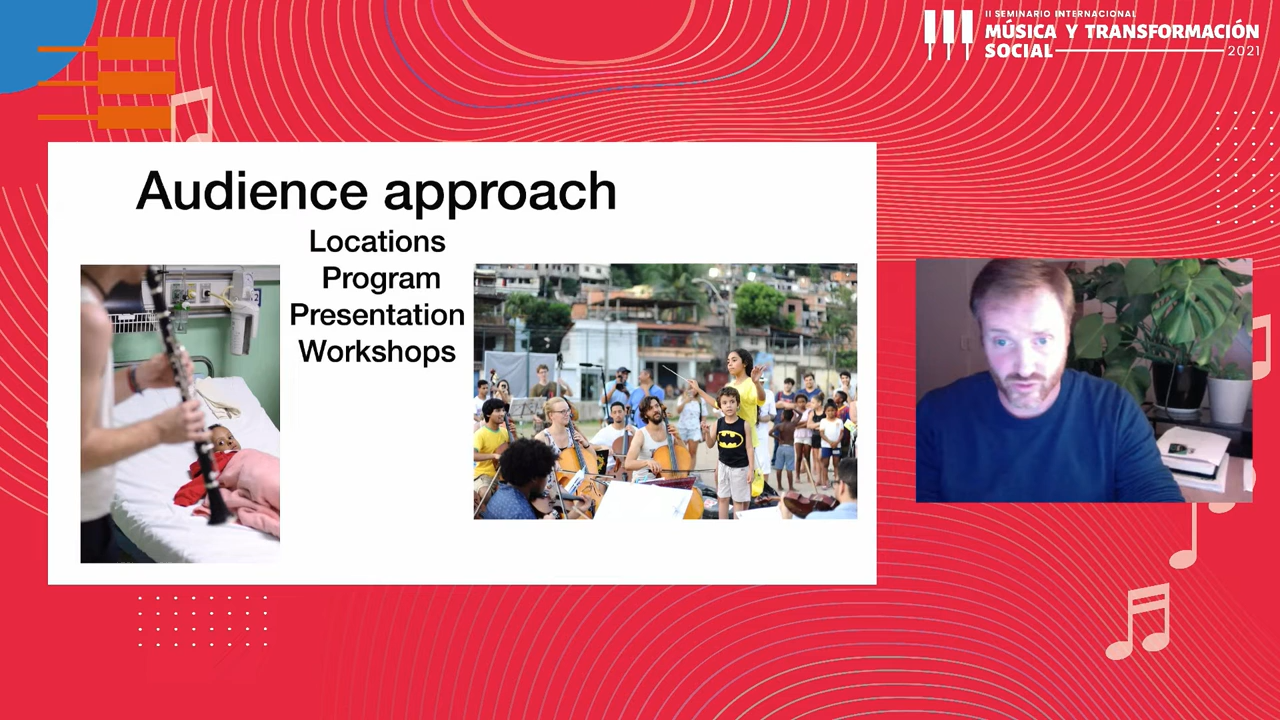 II SEMINARIO INTERNACIONAL
MÚSICA Y TRANSFORMACIÓN
SOCIAL
2021
Audience approach
Locations
Program
Presentation
Workshops